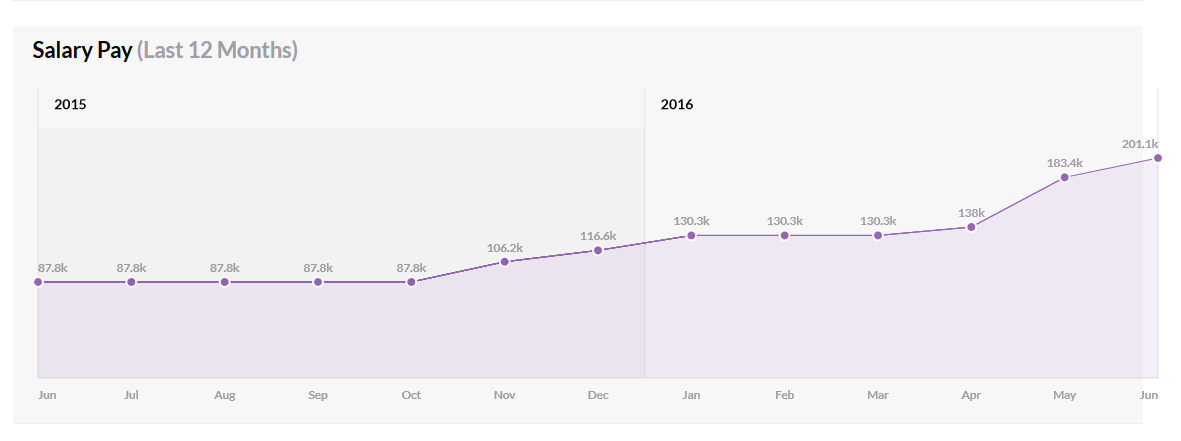 Salary Pay (Last 12 Months)
2015 2016
87.8k 87.8k 87.8k 87.8k 87.8k 106.2k 116.6k 130.3k 130.3k 130.3k 138k 183.4k 201.1k
Jun Jul Aug Sep Oct Nov Dec Jan Feb Mar Apr May Jun